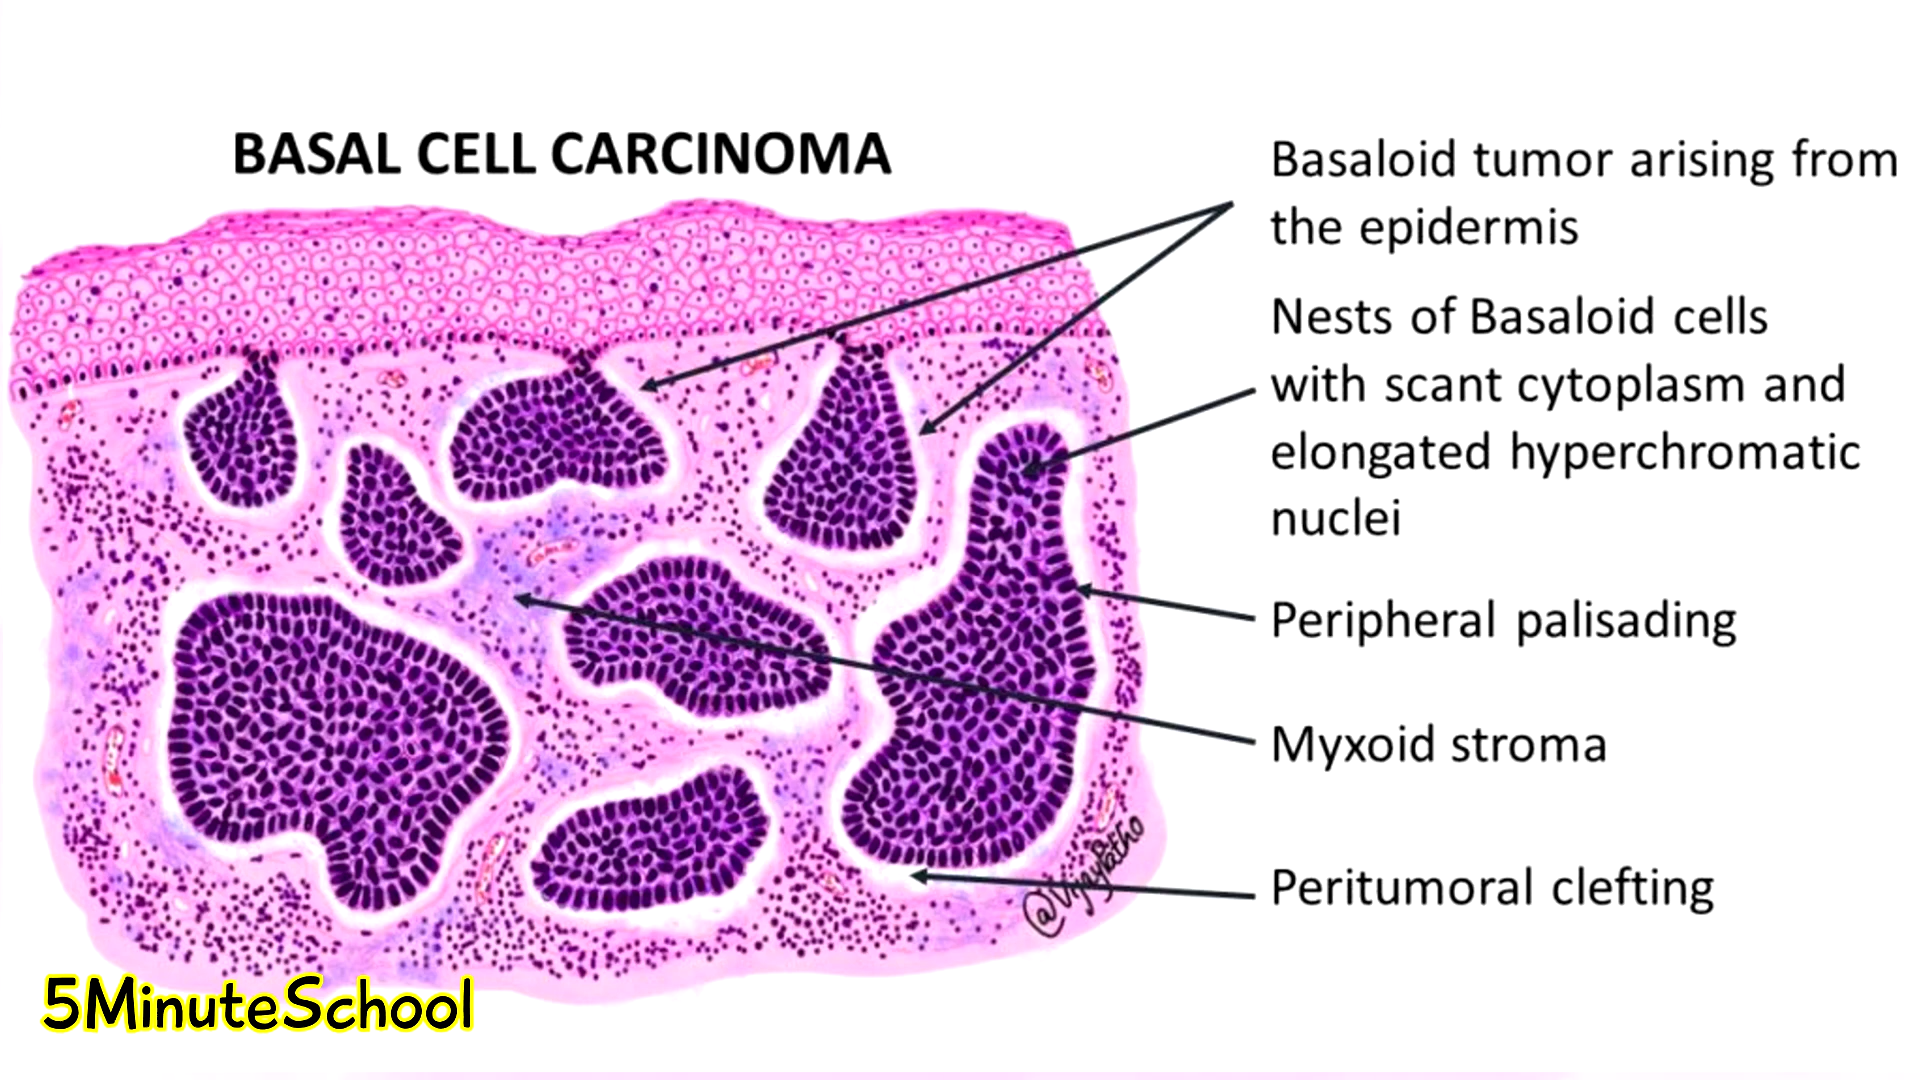 BASAL CELL CARCINOMA
Basaloid tumor arising from
the epidermis
Nests of Basaloid cells
with scant cytoplasm and
elongated hyperchromatic
nuclei
Peripheral palisading
Myxoid stroma
Peritumoral clefting
@Vijaypatho
5MinuteSchool